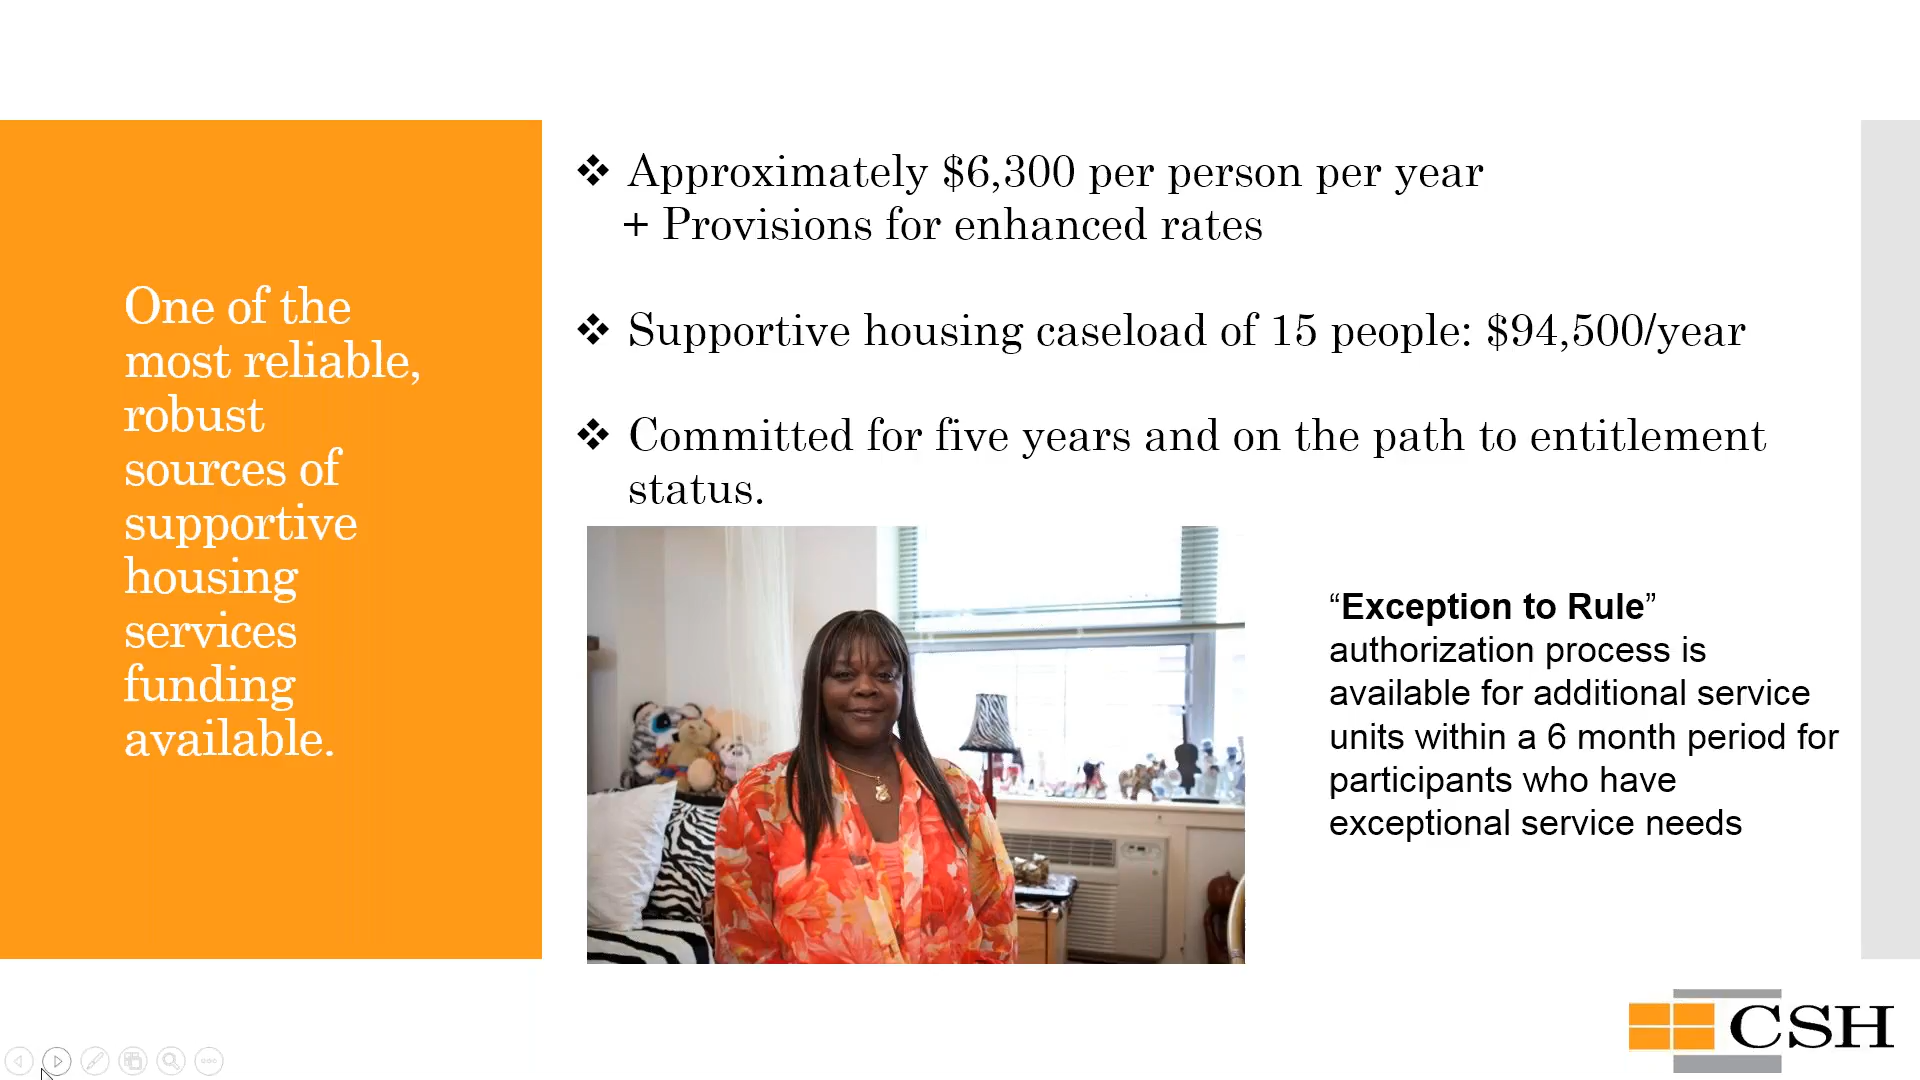 One of the
most reliable,
robust
sources of
supportive
housing
services
funding
available.
❖ Approximately $6,300 per person per year
+ Provisions for enhanced rates
❖ Supportive housing caseload of 15 people: $94,500/year
❖ Committed for five years and on the path to entitlement
status.
“Exception to Rule”
authorization process is
available for additional service
units within a 6 month period for
participants who have
exceptional service needs
CSH